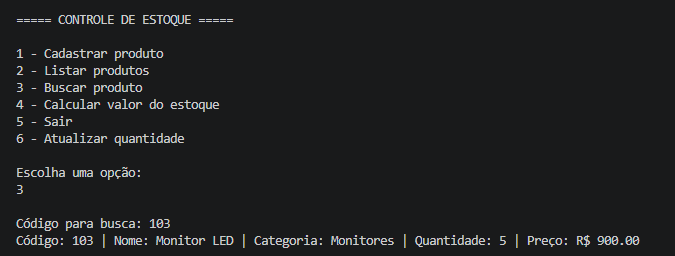 ===== CONTROLE DE ESTOQUE =====
1 - Cadastrar produto
2 - Listar produtos
3 - Buscar produto
4 - Calcular valor do estoque
5 - Sair
6 - Atualizar quantidade
Escolha uma opção:
3
Código para busca: 103
Código: 103 | Nome: Monitor LED | Categoria: Monitores | Quantidade: 5 | Preço: R$ 900.00